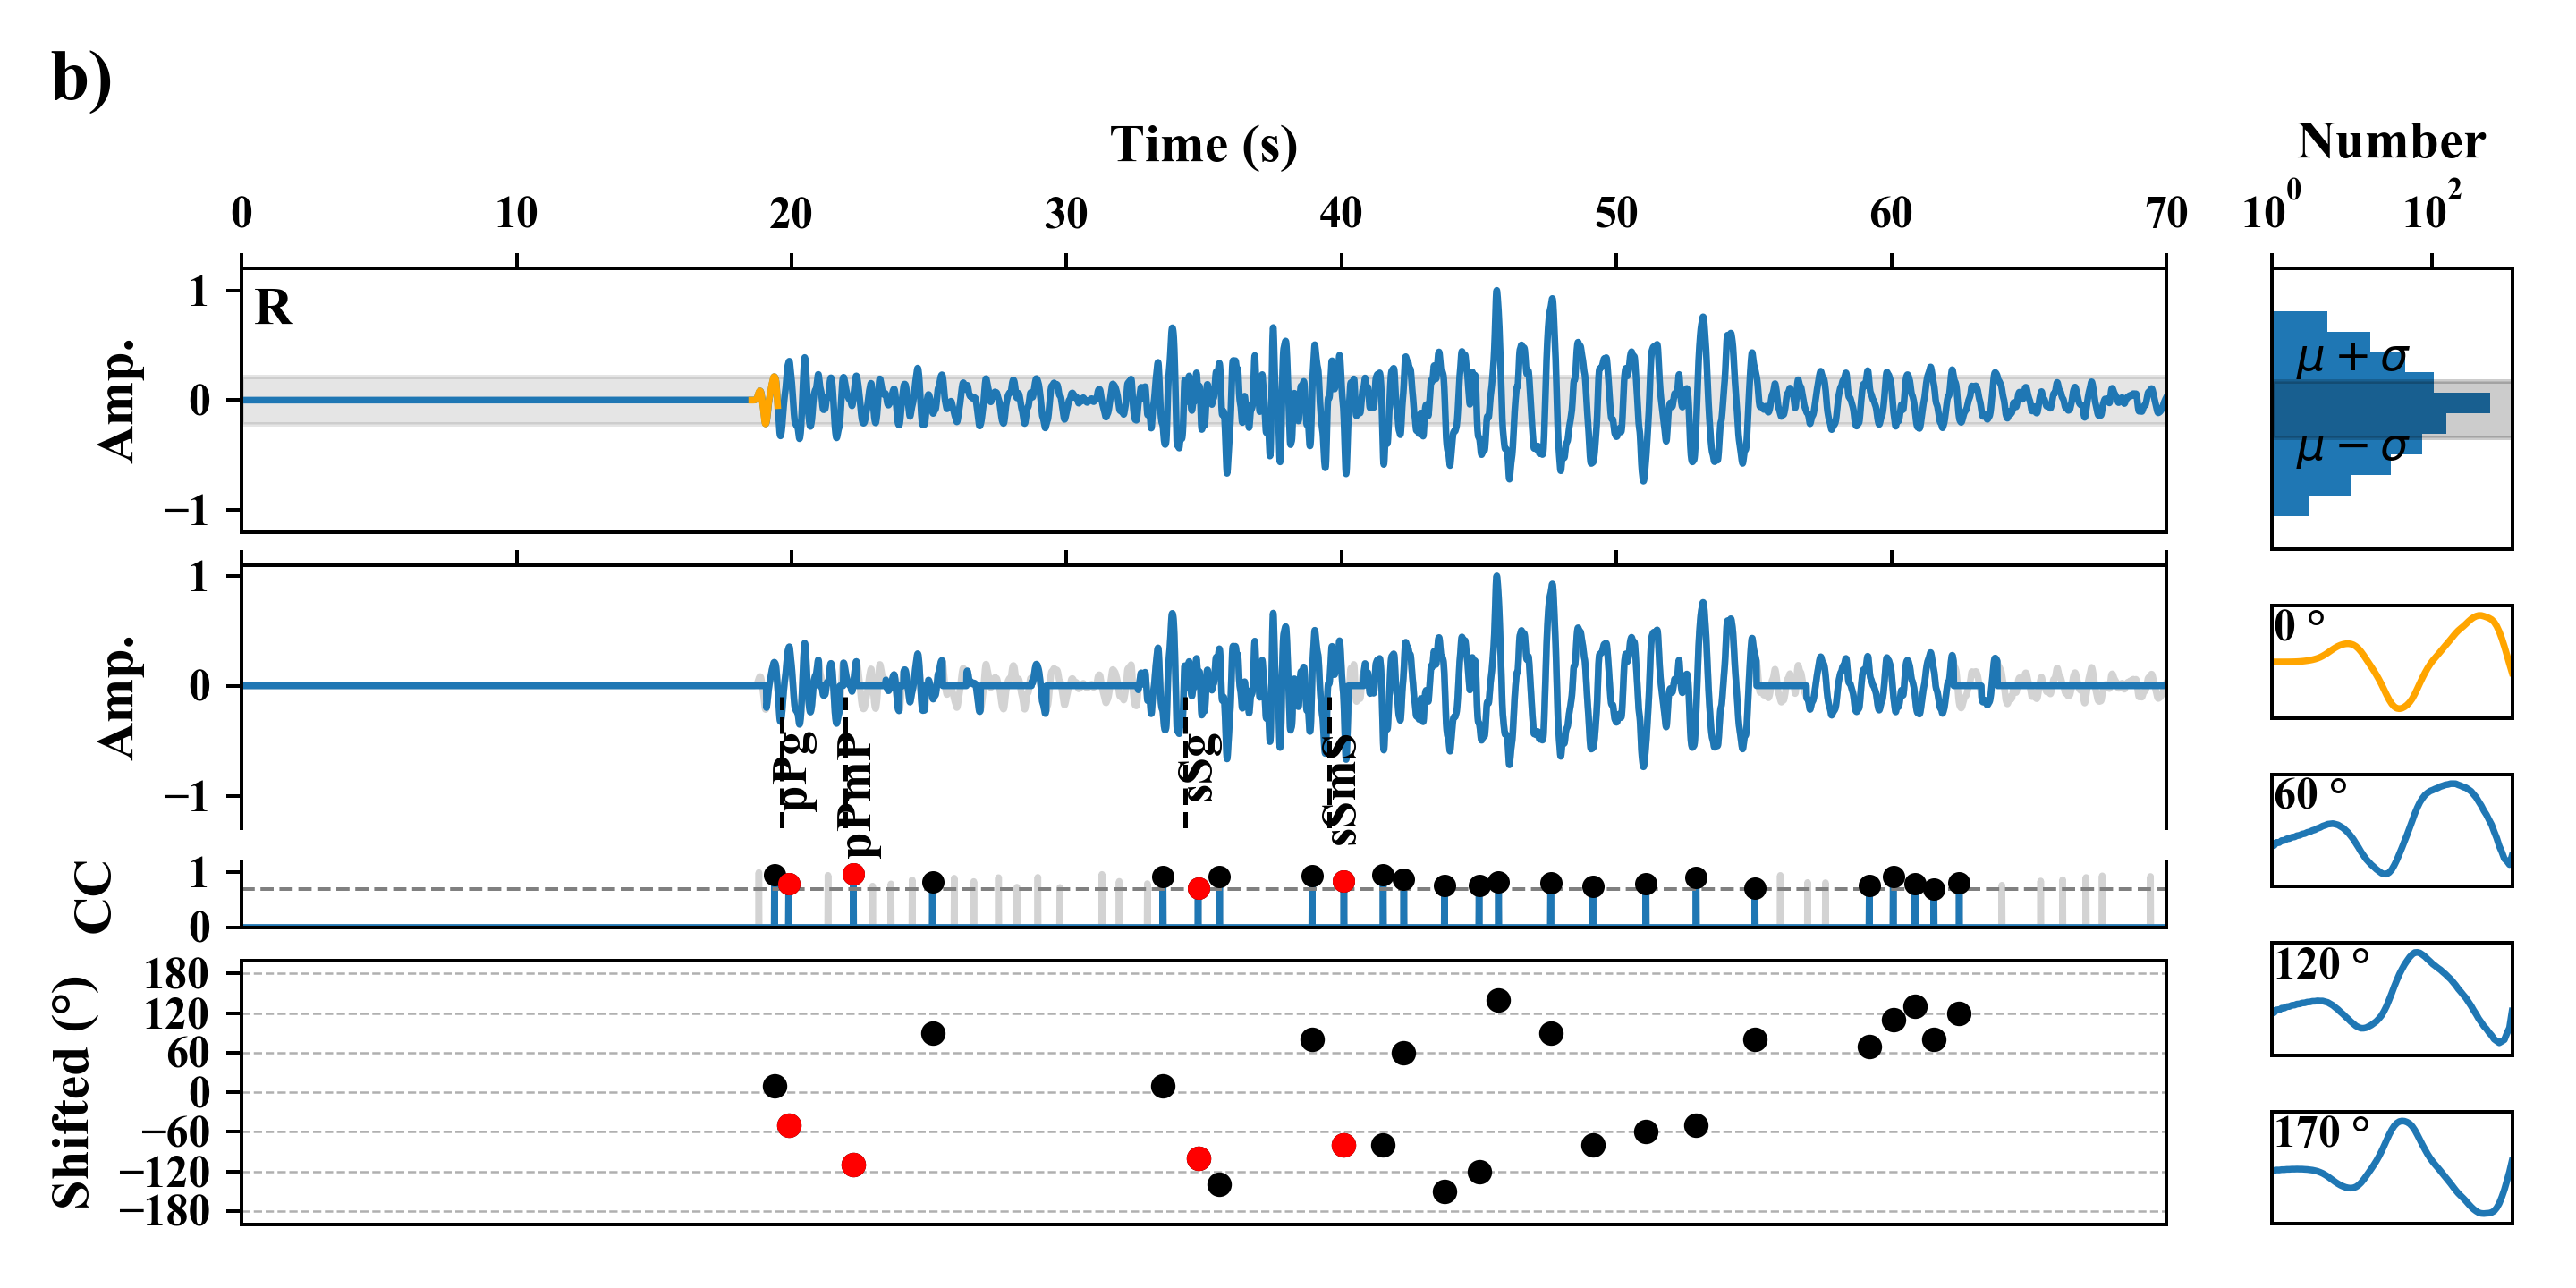 b)
Time (s)
Number
0 10 20 30 40 50 60 70
10^0 10^2
Amp.
1
0
−1
R
μ + σ
μ − σ
Amp.
1
0
−1
pPg
pPmP
sSg
sSmS
CC
1
0
Shifted (°)
180
120
60
0
−60
−120
−180
0 °
60 °
120 °
170 °